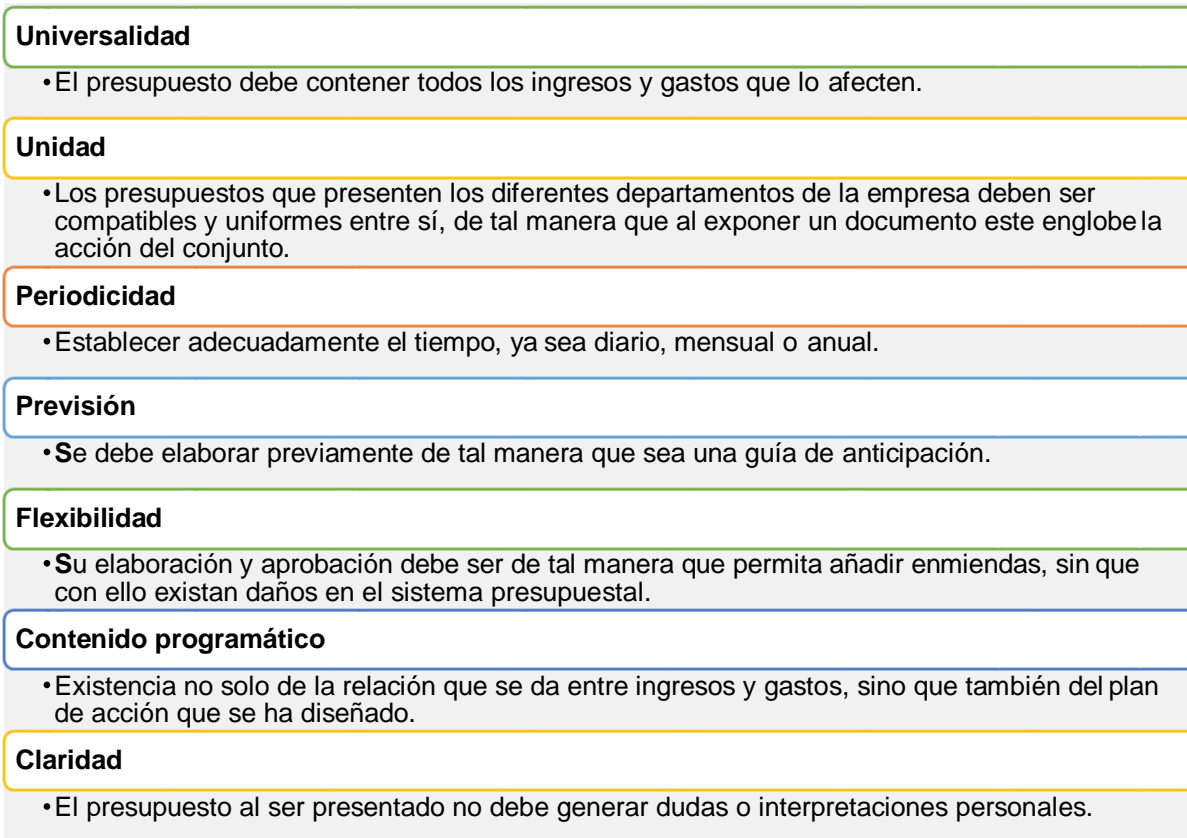 Universalidad
•El presupuesto debe contener todos los ingresos y gastos que lo afecten.
Unidad
•Los presupuestos que presenten los diferentes departamentos de la empresa deben ser
compatibles y uniformes entre sí, de tal manera que al exponer un documento este englobe la
acción del conjunto.
Periodicidad
•Establecer adecuadamente el tiempo, ya sea diario, mensual o anual.
Previsión
•Se debe elaborar previamente de tal manera que sea una guía de anticipación.
Flexibilidad
•Su elaboración y aprobación debe ser de tal manera que permita añadir enmiendas, sin que
con ello existan daños en el sistema presupuestal.
Contenido programático
•Existencia no solo de la relación que se da entre ingresos y gastos, sino que también del plan
de acción que se ha diseñado.
Claridad
•El presupuesto al ser presentado no debe generar dudas o interpretaciones personales.